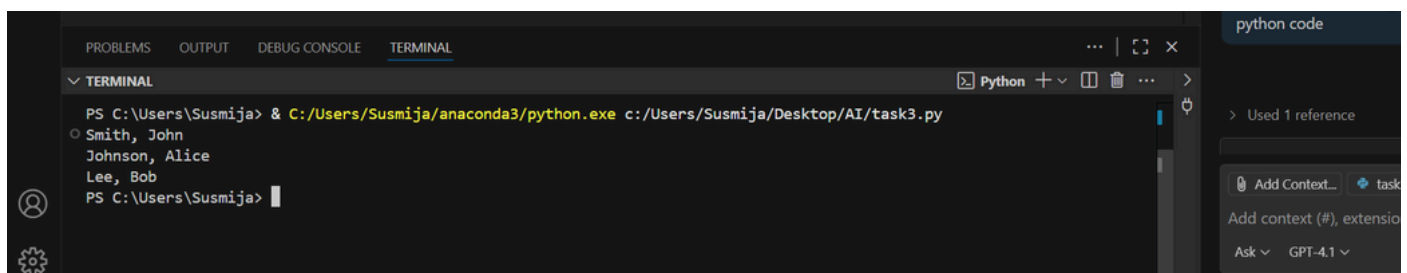 python code
PROBLEMS OUTPUT DEBUG CONSOLE TERMINAL
TERMINAL
Python
PS C:\Users\Susmija> & C:/Users/Susmija/anaconda3/python.exe c:/Users/Susmija/Desktop/AI/task3.py
Smith, John
Johnson, Alice
Lee, Bob
PS C:\Users\Susmija>
Used 1 reference
Add Context... task
Add context (#), extensio
Ask GPT-4.1